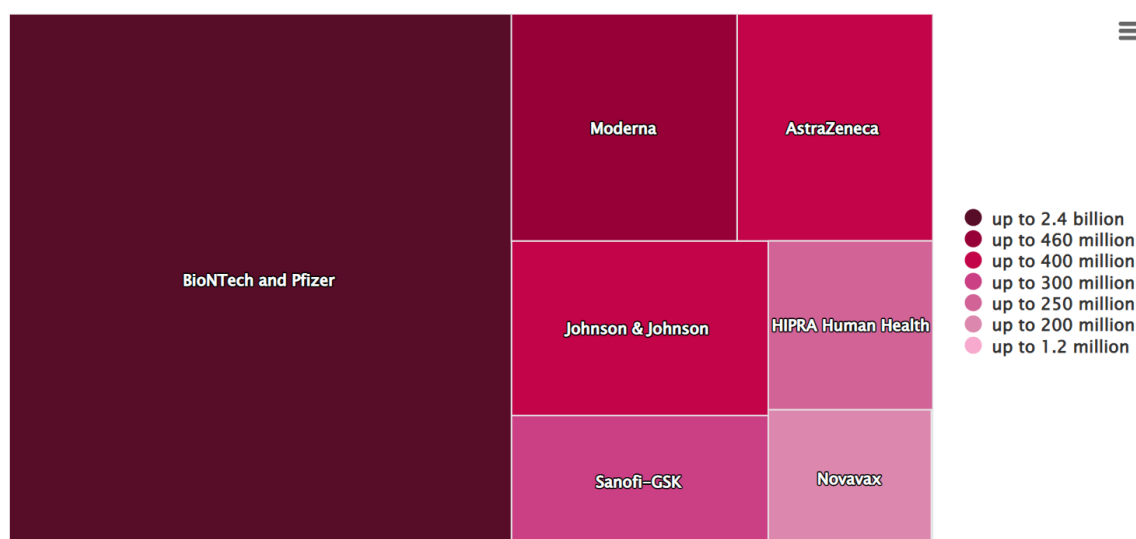 BioNTech and Pfizer
Moderna
AstraZeneca
Johnson & Johnson
HIPRA Human Health
Sanofi-GSK
Novavax
up to 2.4 billion
up to 460 million
up to 400 million
up to 300 million
up to 250 million
up to 200 million
up to 1.2 million